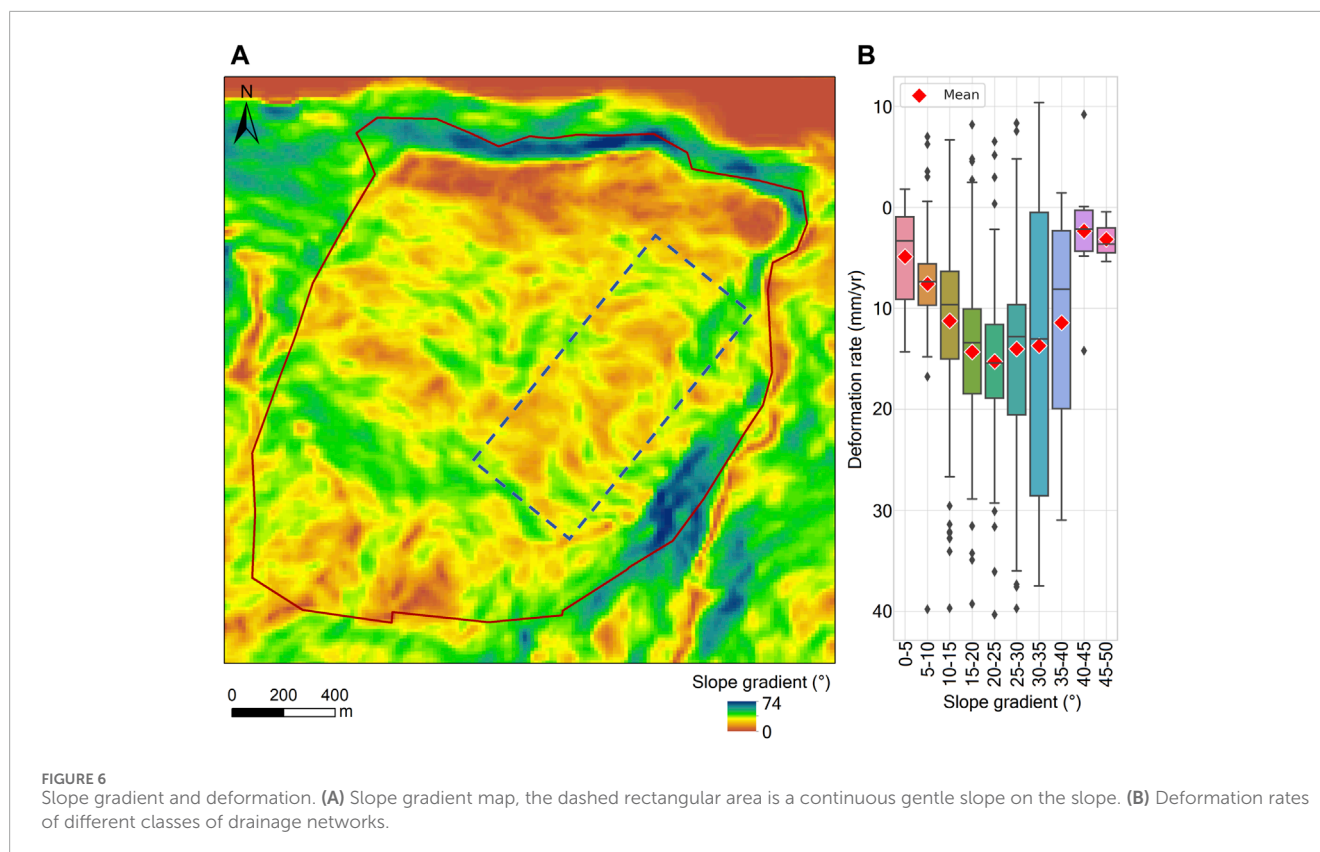 A
B
N
Mean
10
0
10
20
30
40
Deformation rate (mm/yr)
0-5
5-10
10-15
15-20
20-25
25-30
30-35
35-40
40-45
45-50
Slope gradient (°)
0 200 400
m
Slope gradient (°)
74
0
FIGURE 6
Slope gradient and deformation. (A) Slope gradient map, the dashed rectangular area is a continuous gentle slope on the slope. (B) Deformation rates
of different classes of drainage networks.